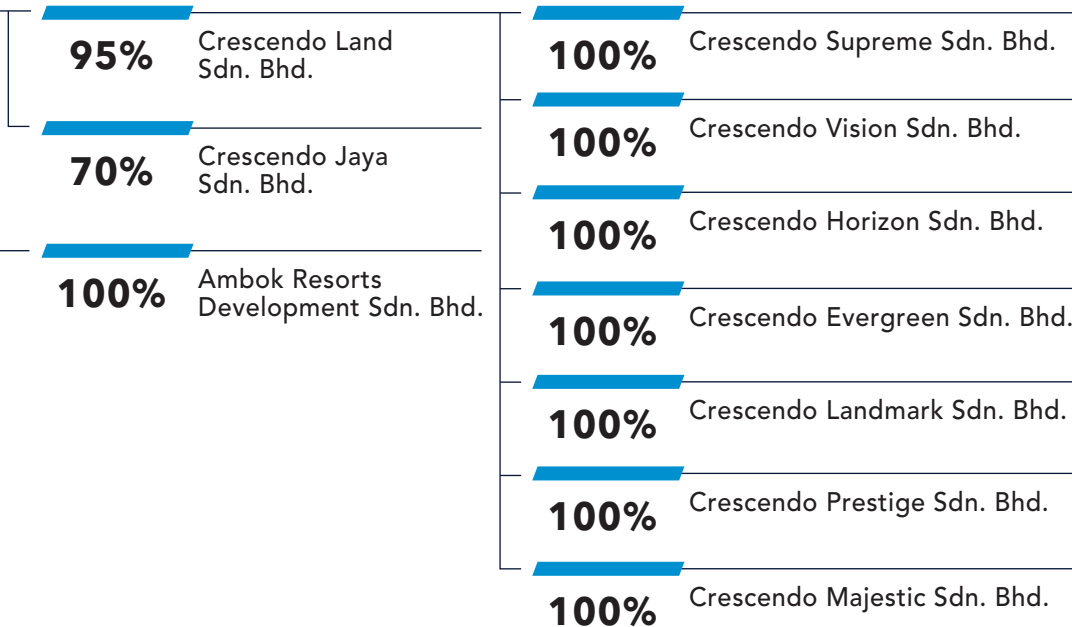 95%
Crescendo Land
Sdn. Bhd.
70%
Crescendo Jaya
Sdn. Bhd.
100%
Ambok Resorts
Development Sdn. Bhd.
100%
Crescendo Supreme Sdn. Bhd.
100%
Crescendo Vision Sdn. Bhd.
100%
Crescendo Horizon Sdn. Bhd.
100%
Crescendo Evergreen Sdn. Bhd.
100%
Crescendo Landmark Sdn. Bhd.
100%
Crescendo Prestige Sdn. Bhd.
100%
Crescendo Majestic Sdn. Bhd.